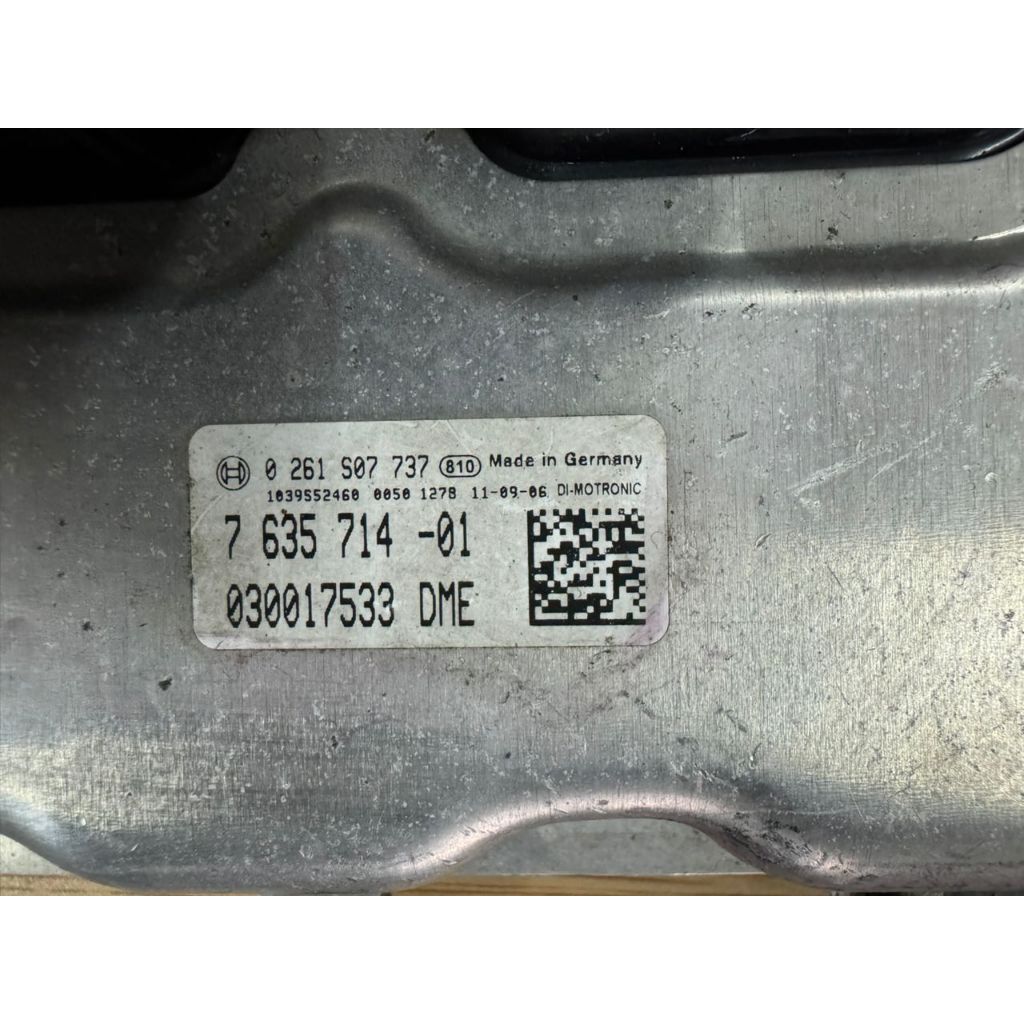 0 261 S07 737 810 Made in Germany
1039S52460 0050 1278 11-09-06 DI-MOTRONIC
7 635 714 -01
030017533 DME